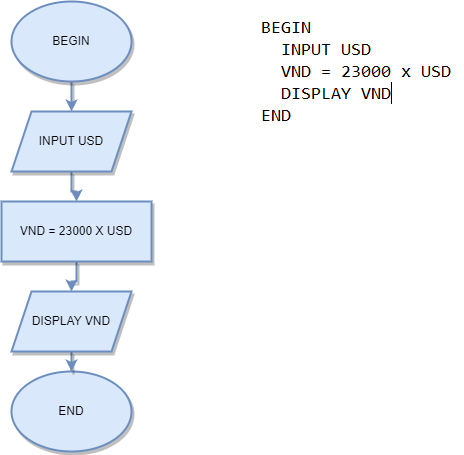 BEGIN
INPUT USD
VND = 23000 X USD
DISPLAY VND
END
BEGIN
INPUT USD
VND = 23000 x USD
DISPLAY VND
END